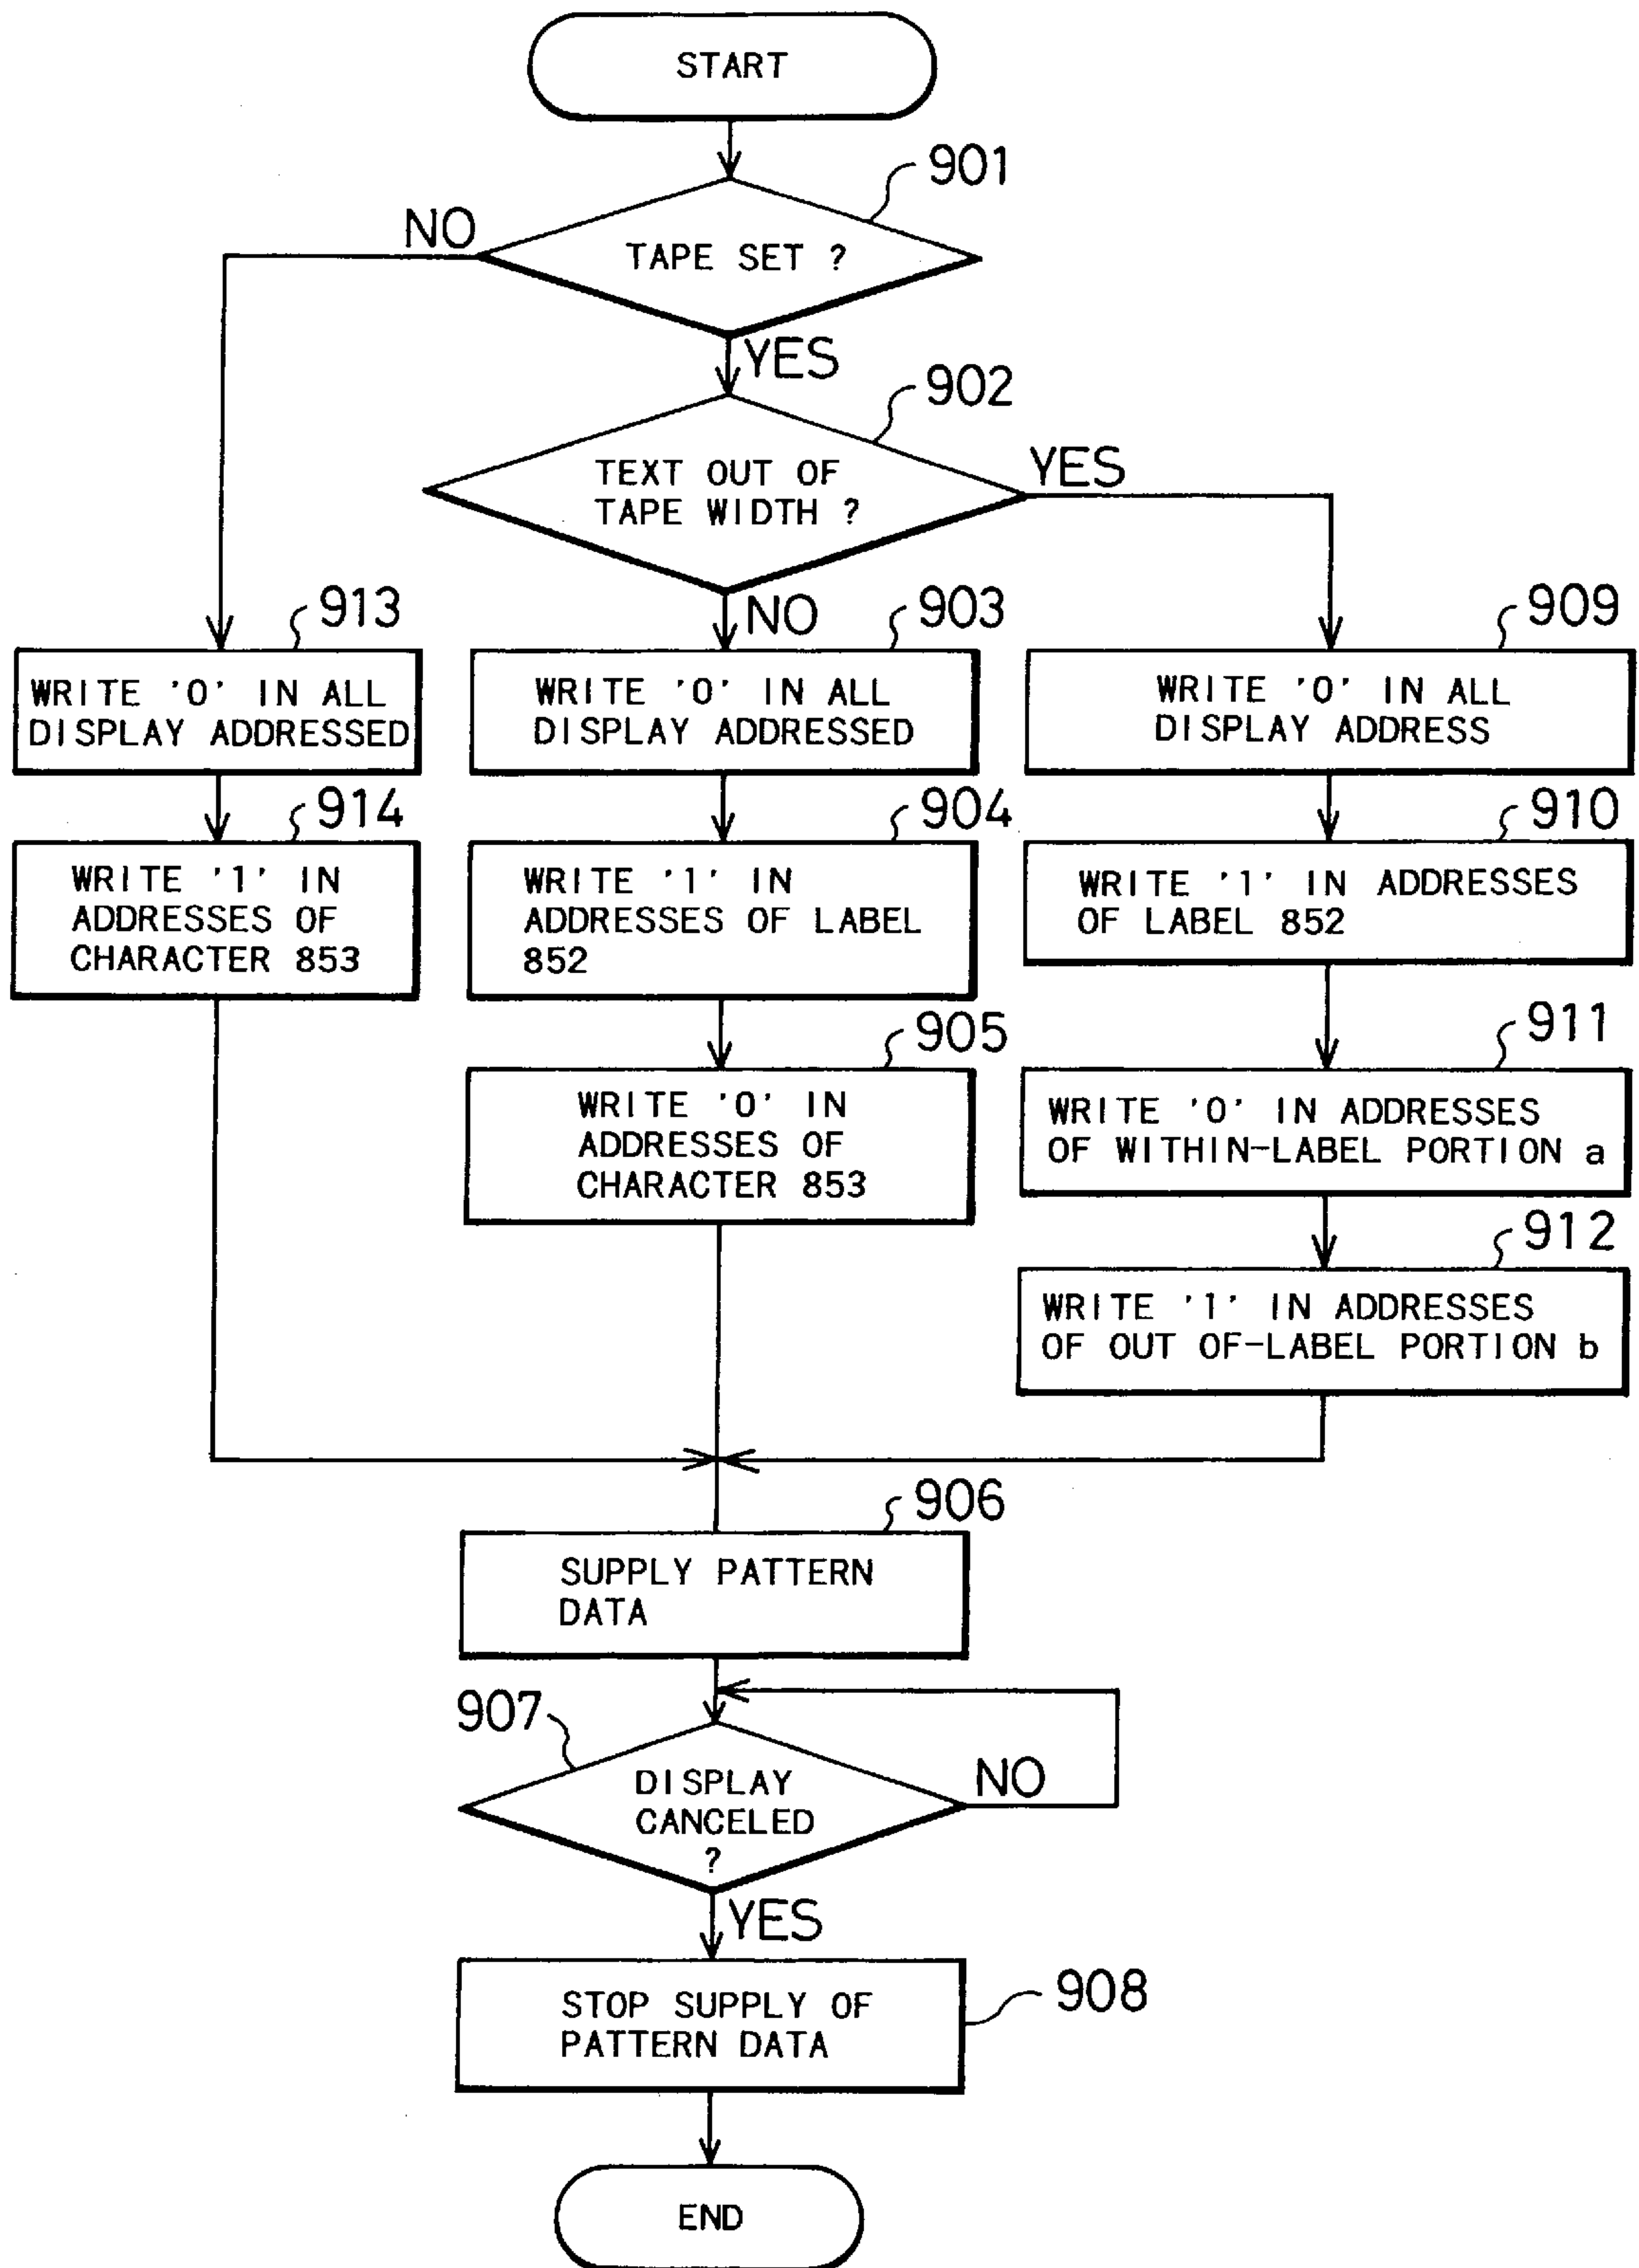 START
901
NO
TAPE SET ?
YES
902
TEXT OUT OF
TAPE WIDTH ?
YES
913
NO
903
909
WRITE '0' IN ALL
DISPLAY ADDRESSED
WRITE '0' IN ALL
DISPLAY ADDRESSED
WRITE '0' IN ALL
DISPLAY ADDRESS
914
904
910
WRITE '1' IN
ADDRESSES OF
CHARACTER 853
WRITE '1' IN
ADDRESSES OF LABEL
852
WRITE '1' IN ADDRESSES
OF LABEL 852
905
911
WRITE '0' IN
ADDRESSES OF
CHARACTER 853
WRITE '0' IN ADDRESSES
OF WITHIN-LABEL PORTION a
912
WRITE '1' IN ADDRESSES
OF OUT OF-LABEL PORTION b
906
SUPPLY PATTERN
DATA
907
DISPLAY
CANCELED
?
NO
YES
908
STOP SUPPLY OF
PATTERN DATA
END